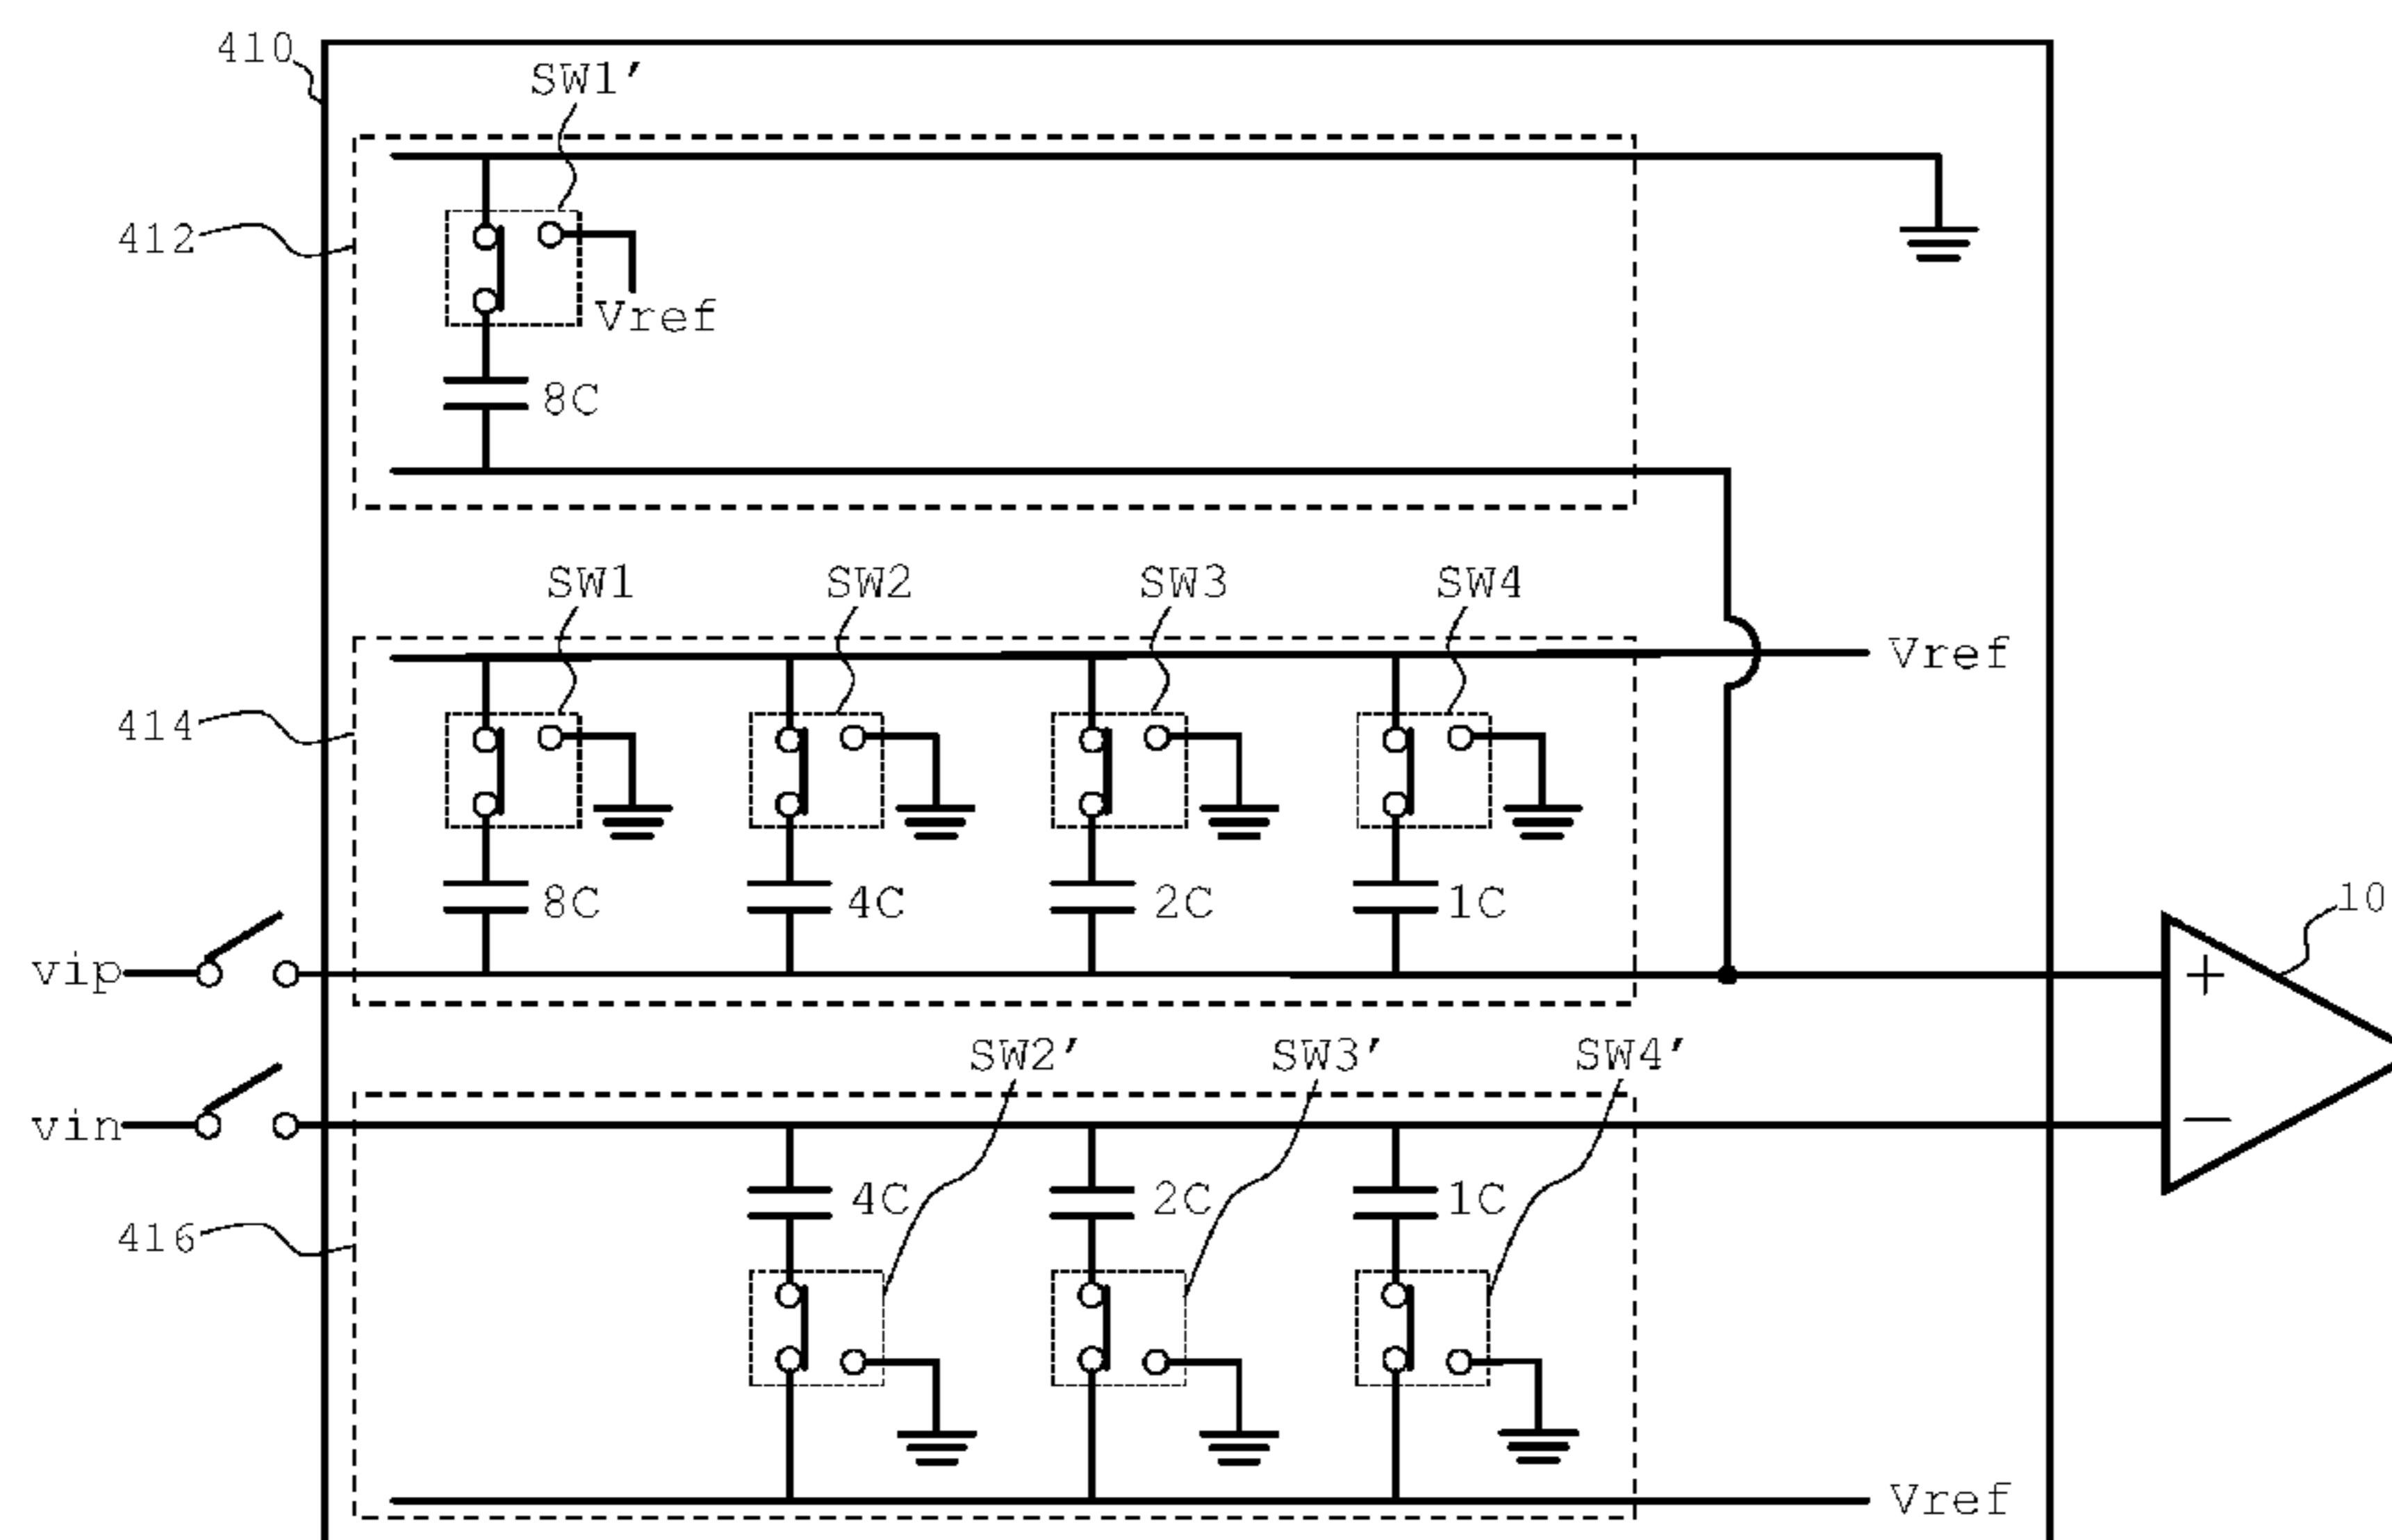 410
SW1'
412
Vref
8C
SW1 SW2 SW3 SW4
Vref
414
8C 4C 2C 1C
10
vip
+
SW2' SW3' SW4'
vin
−
4C 2C 1C
416
Vref